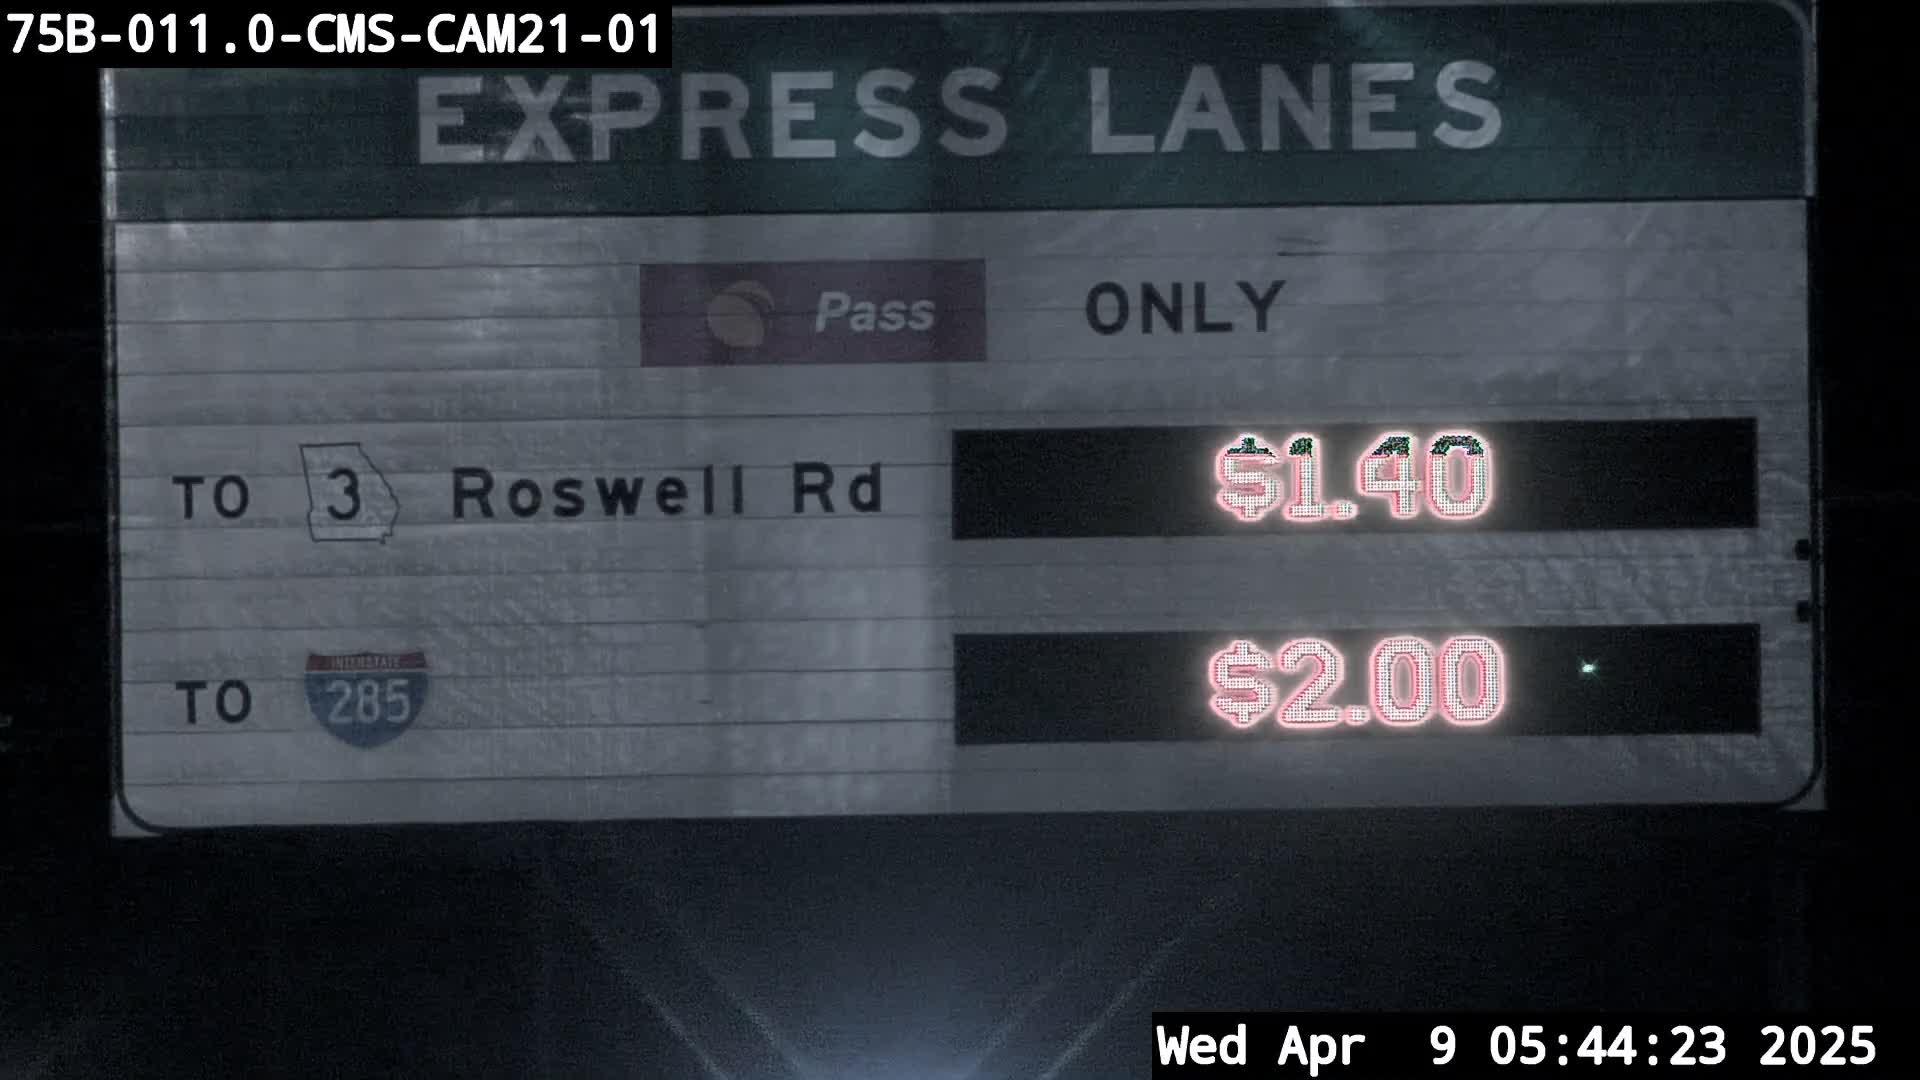 75B-011.0-CMS-CAM21-01
EXPRESS LANES
Pass ONLY
TO 3 Roswell Rd $1.40
TO INTERSTATE 285 $2.00
Wed Apr 9 05:44:23 2025